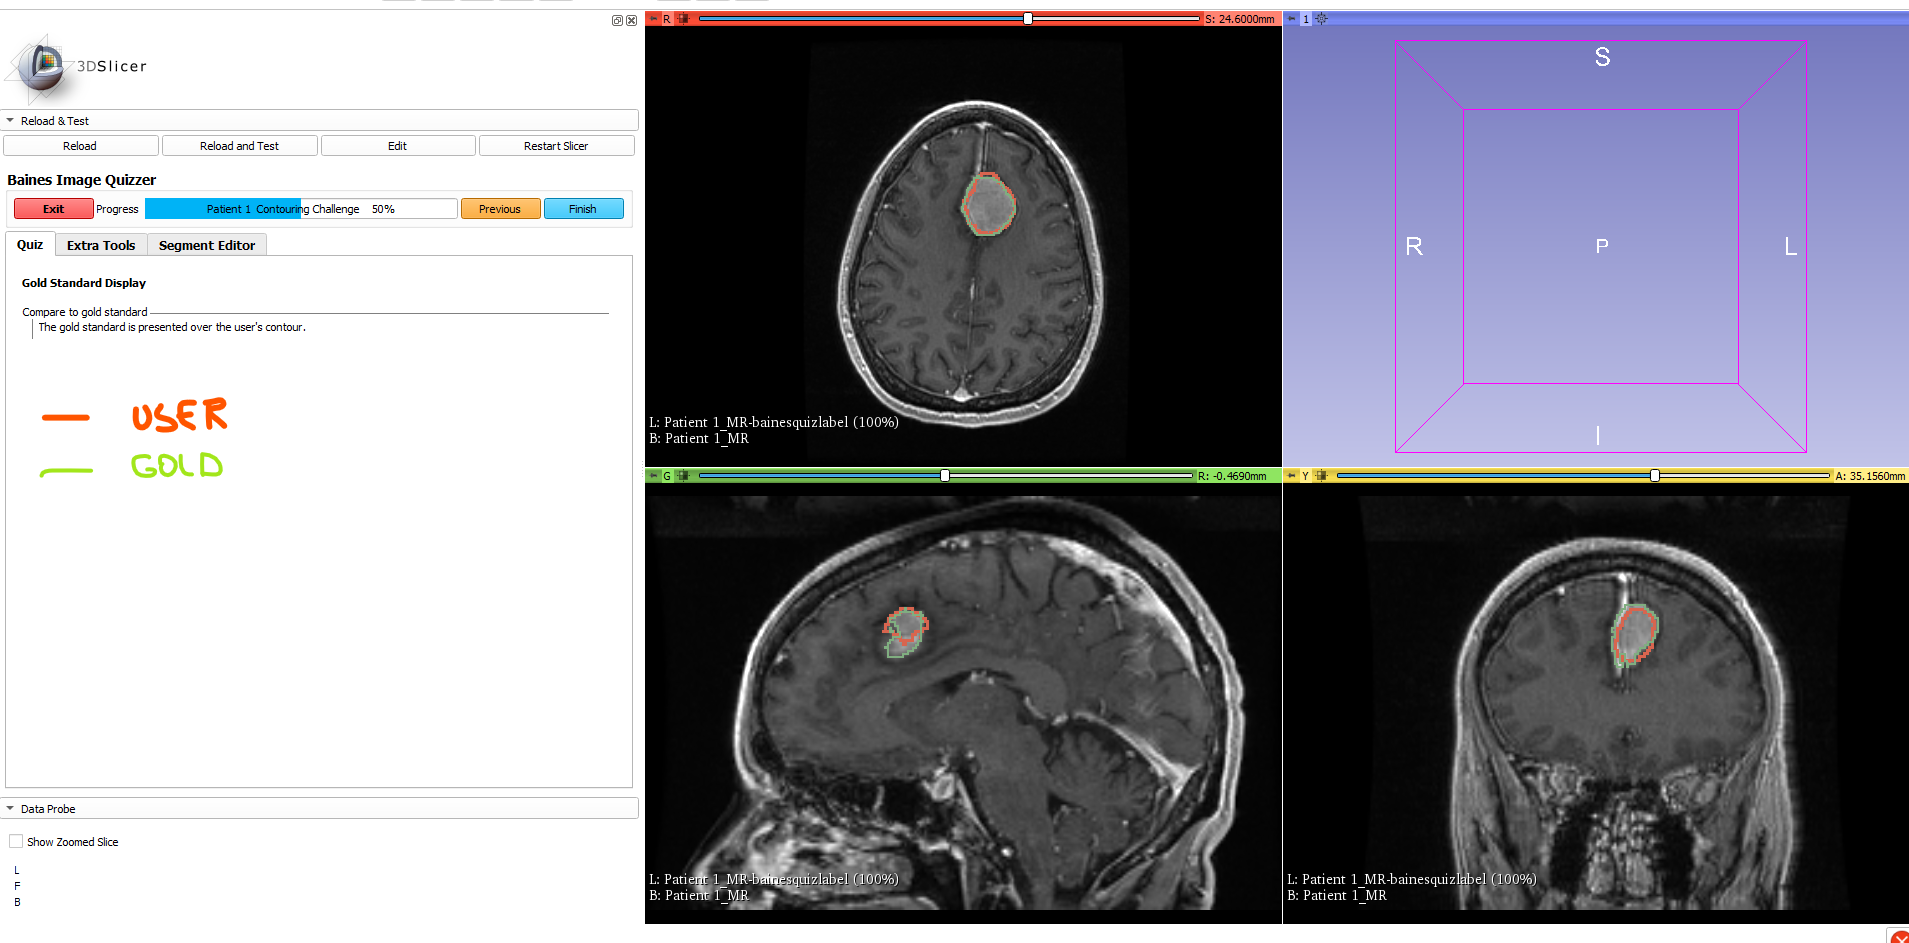 3DSlicer
Reload & Test
Reload
Reload and Test
Edit
Restart Slicer
Baines Image Quizzer
Exit
Progress
Patient 1 Contouring Challenge 50%
Previous
Finish
Quiz
Extra Tools
Segment Editor
Gold Standard Display
Compare to gold standard
The gold standard is presented over the user's contour.
USER
GOLD
Data Probe
Show Zoomed Slice
L
F
B
R
S: 24.6000mm
L: Patient 1_MR-bainesquizlabel (100%)
B: Patient 1_MR
1
S
R
P
L
I
G
R: -0.4690mm
L: Patient 1_MR-bainesquizlabel (100%)
B: Patient 1_MR
Y
A: 35.1560mm
L: Patient 1_MR-bainesquizlabel (100%)
B: Patient 1_MR